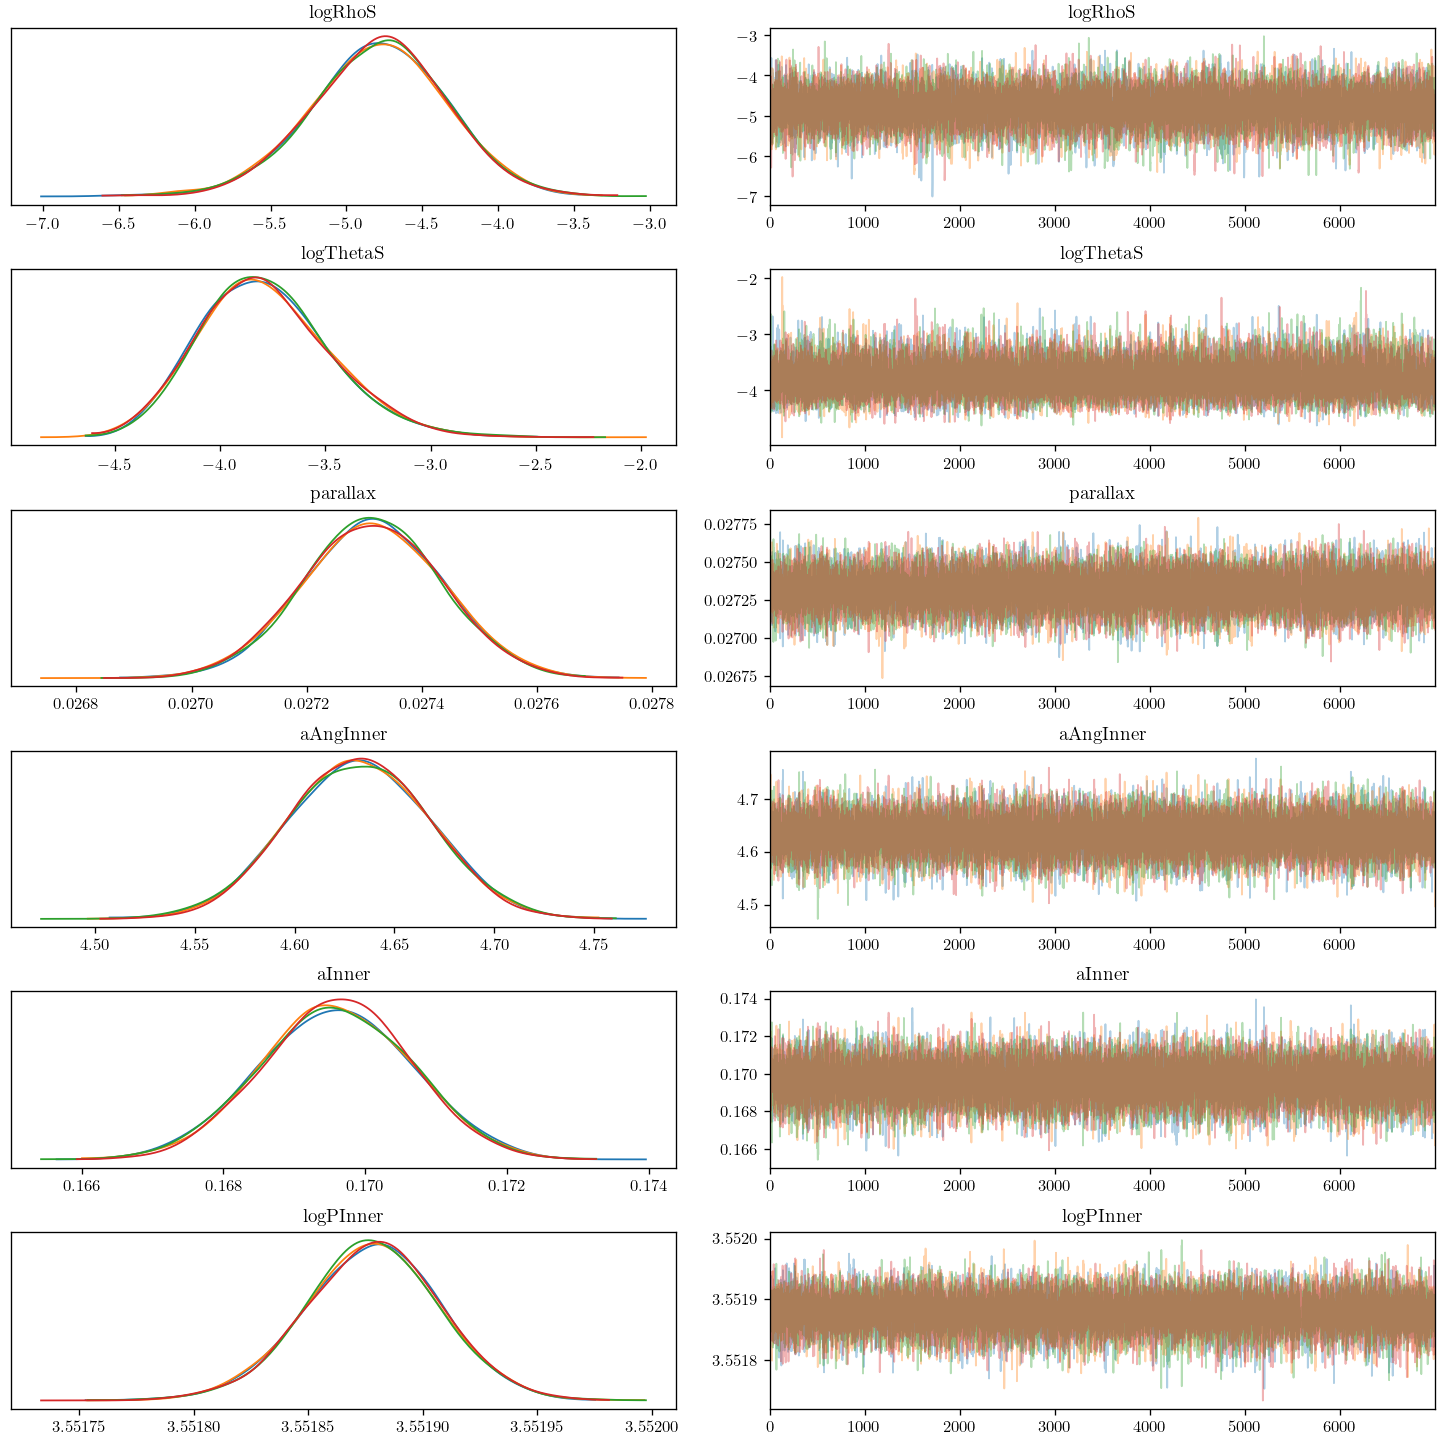 logRhoS logRhoS
−3
−4
−5
−6
−7
−7.0 −6.5 −6.0 −5.5 −5.0 −4.5 −4.0 −3.5 −3.0 0 1000 2000 3000 4000 5000 6000
logThetaS logThetaS
−2
−3
−4
−4.5 −4.0 −3.5 −3.0 −2.5 −2.0 0 1000 2000 3000 4000 5000 6000
parallax parallax
0.02775
0.02750
0.02725
0.02700
0.02675
0.0268 0.0270 0.0272 0.0274 0.0276 0.0278 0 1000 2000 3000 4000 5000 6000
aAngInner aAngInner
4.7
4.6
4.5
4.50 4.55 4.60 4.65 4.70 4.75 0 1000 2000 3000 4000 5000 6000
aInner aInner
0.174
0.172
0.170
0.168
0.166
0.166 0.168 0.170 0.172 0.174 0 1000 2000 3000 4000 5000 6000
logPInner logPInner
3.5520
3.5519
3.5518
3.55175 3.55180 3.55185 3.55190 3.55195 3.55200 0 1000 2000 3000 4000 5000 6000